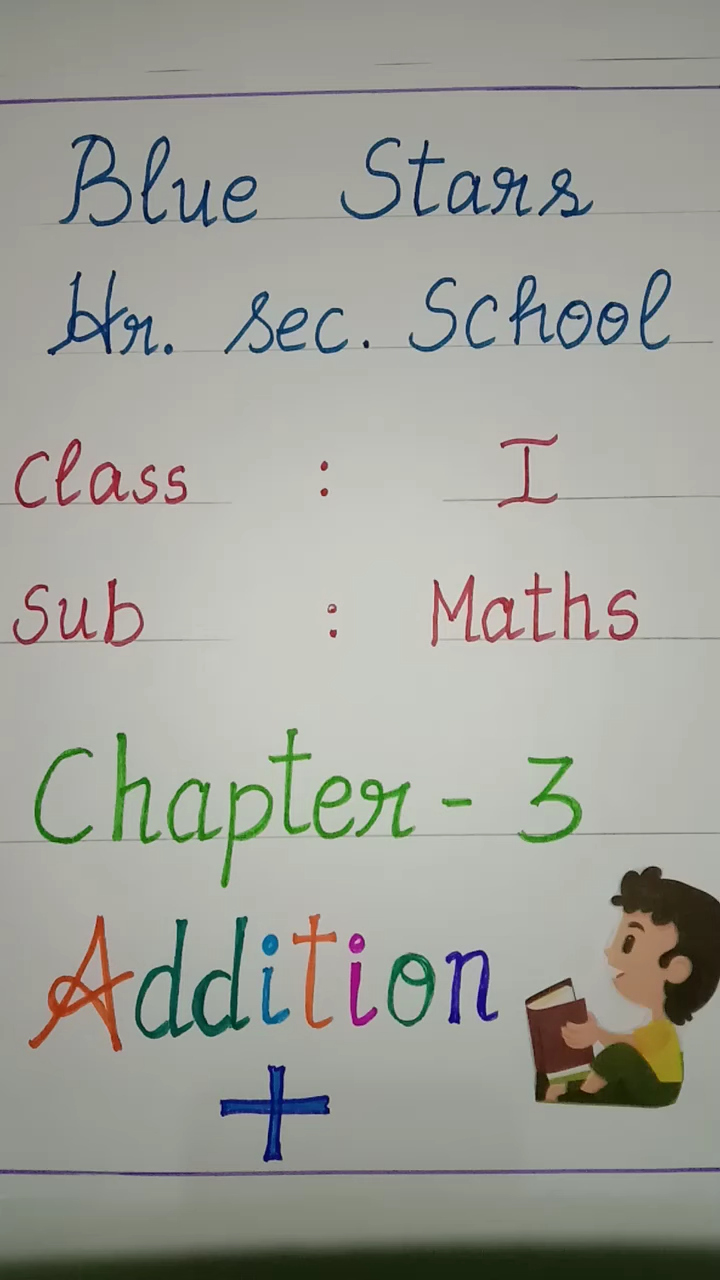 Blue Stars
Hr. sec. School
Class : I
Sub : Maths
Chapter - 3
Addition
+